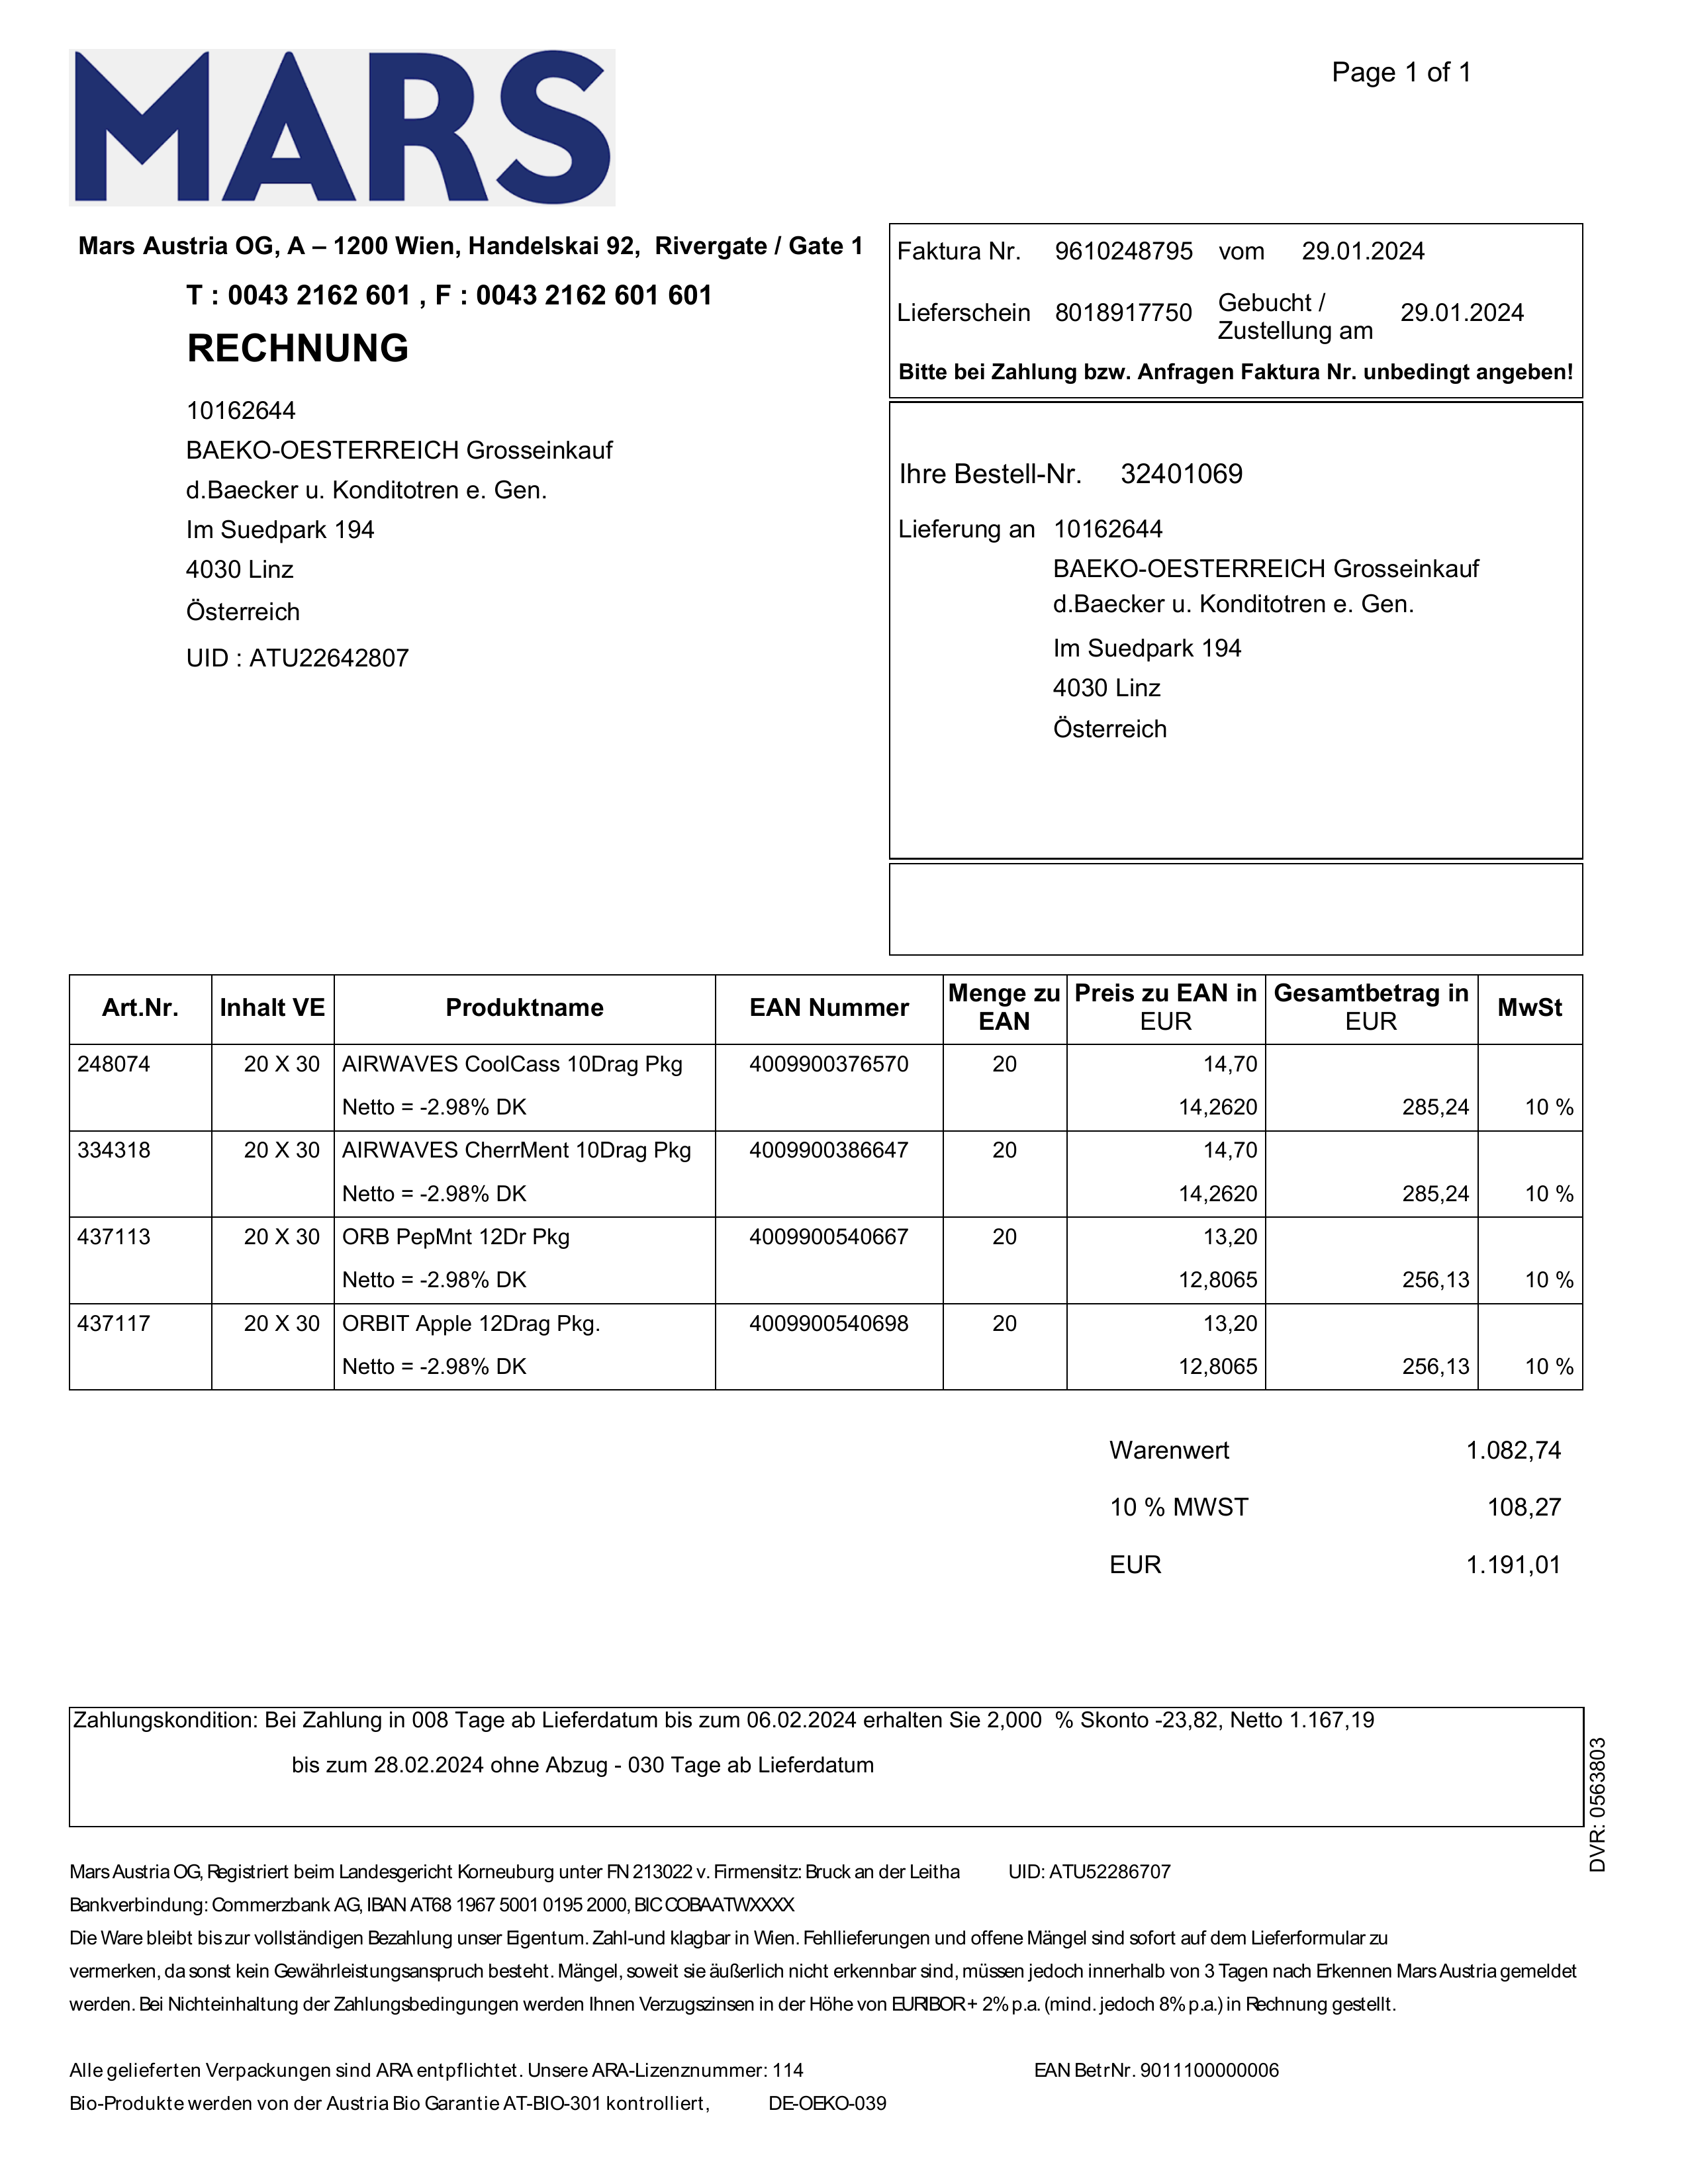 MARS
Page 1 of 1
Mars Austria OG, A – 1200 Wien, Handelskai 92, Rivergate / Gate 1
T : 0043 2162 601 , F : 0043 2162 601 601
RECHNUNG
10162644
BAEKO-OESTERREICH Grosseinkauf
d.Baecker u. Konditotren e. Gen.
Im Suedpark 194
4030 Linz
Österreich
UID : ATU22642807
Faktura Nr. 9610248795 vom 29.01.2024
Lieferschein 8018917750 Gebucht / Zustellung am 29.01.2024
Bitte bei Zahlung bzw. Anfragen Faktura Nr. unbedingt angeben!
Ihre Bestell-Nr. 32401069
Lieferung an 10162644
BAEKO-OESTERREICH Grosseinkauf
d.Baecker u. Konditotren e. Gen.
Im Suedpark 194
4030 Linz
Österreich
Art.Nr. Inhalt VE Produktname EAN Nummer Menge zu EAN Preis zu EAN in EUR Gesamtbetrag in EUR MwSt
248074 20 X 30 AIRWAVES CoolCass 10Drag Pkg 4009900376570 20 14,70
Netto = -2.98% DK 14,2620 285,24 10 %
334318 20 X 30 AIRWAVES CherrMent 10Drag Pkg 4009900386647 20 14,70
Netto = -2.98% DK 14,2620 285,24 10 %
437113 20 X 30 ORB PepMnt 12Dr Pkg 4009900540667 20 13,20
Netto = -2.98% DK 12,8065 256,13 10 %
437117 20 X 30 ORBIT Apple 12Drag Pkg. 4009900540698 20 13,20
Netto = -2.98% DK 12,8065 256,13 10 %
Warenwert 1.082,74
10 % MWST 108,27
EUR 1.191,01
Zahlungskondition: Bei Zahlung in 008 Tage ab Lieferdatum bis zum 06.02.2024 erhalten Sie 2,000 % Skonto -23,82, Netto 1.167,19
bis zum 28.02.2024 ohne Abzug - 030 Tage ab Lieferdatum
DVR: 0563803
Mars Austria OG, Registriert beim Landesgericht Korneuburg unter FN 213022 v. Firmensitz: Bruck an der Leitha UID: ATU52286707
Bankverbindung: Commerzbank AG, IBAN AT68 1967 5001 0195 2000, BIC COBAATWXXXX
Die Ware bleibt bis zur vollständigen Bezahlung unser Eigentum. Zahl-und klagbar in Wien. Fehllieferungen und offene Mängel sind sofort auf dem Lieferformular zu
vermerken, da sonst kein Gewährleistungsanspruch besteht. Mängel, soweit sie äußerlich nicht erkennbar sind, müssen jedoch innerhalb von 3 Tagen nach Erkennen Mars Austria gemeldet
werden. Bei Nichteinhaltung der Zahlungsbedingungen werden Ihnen Verzugszinsen in der Höhe von EURIBOR + 2% p.a. (mind. jedoch 8% p.a.) in Rechnung gestellt.
Alle gelieferten Verpackungen sind ARA entpflichtet. Unsere ARA-Lizenznummer: 114 EAN BetrNr. 9011100000006
Bio-Produkte werden von der Austria Bio Garantie AT-BIO-301 kontrolliert, DE-OEKO-039